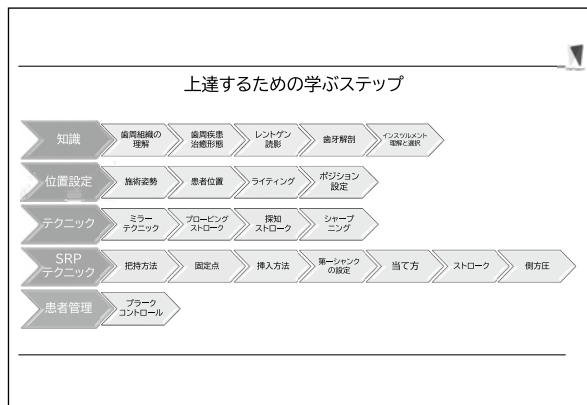 上達するための学ぶステップ
知識
歯周組織の
理解
歯周疾患
治癒形態
レントゲン
読影
歯牙解剖
インスツルメント
理解と選択
位置設定
施術姿勢
患者位置
ライティング
ポジション
設定
テクニック
ミラー
テクニック
プロービング
ストローク
探知
ストローク
シャープ
ニング
SRP
テクニック
把持方法
固定点
挿入方法
第一シャンク
の設定
当て方
ストローク
側方圧
患者管理
プラーク
コントロール